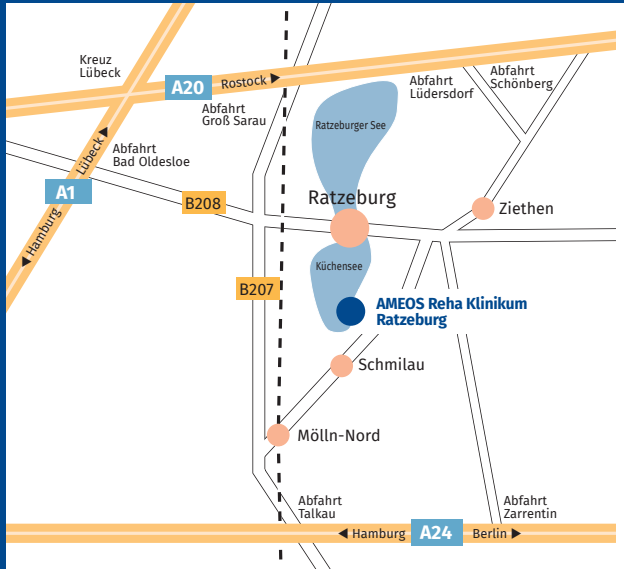 Kreuz
Lübeck
A20
Rostock
Abfahrt
Groß Sarau
Abfahrt
Lüdersdorf
Abfahrt
Schönberg
Ratzeburger See
Lübeck
Abfahrt
Bad Oldesloe
A1
Hamburg
B208
Ratzeburg
Ziethen
Küchensee
B207
AMEOS Reha Klinikum
Ratzeburg
Schmilau
Mölln-Nord
Abfahrt
Talkau
Abfahrt
Zarrentin
Hamburg
A24
Berlin